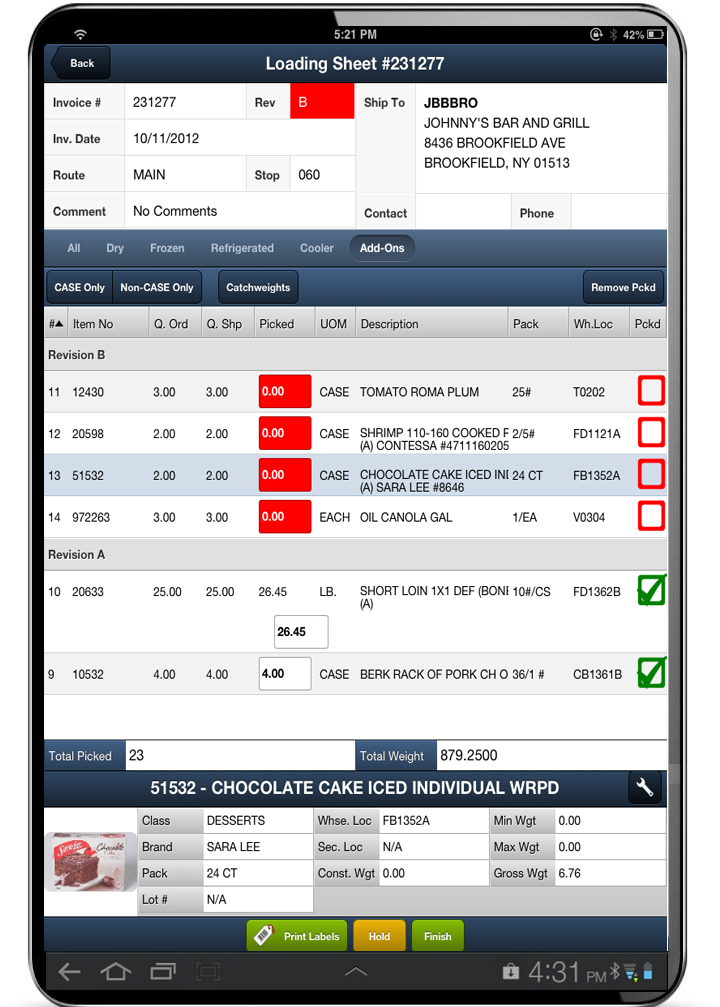 5:21 PM 42%
Back Loading Sheet #231277
Invoice # 231277 Rev B Ship To JBBBRO
JOHNNY'S BAR AND GRILL
Inv. Date 10/11/2012 8436 BROOKFIELD AVE
BROOKFIELD, NY 01513
Route MAIN Stop 060
Comment No Comments Contact Phone
All Dry Frozen Refrigerated Cooler Add-Ons
CASE Only Non-CASE Only Catchweights Remove Pckd
#▲ Item No Q. Ord Q. Shp Picked UOM Description Pack Wh.Loc Pckd
Revision B
11 12430 3.00 3.00 0.00 CASE TOMATO ROMA PLUM 25# T0202
12 20598 2.00 2.00 0.00 CASE SHRIMP 110-160 COOKED F 2/5# FD1121A
(A) CONTESSA #4711160205
13 51532 2.00 2.00 0.00 CASE CHOCOLATE CAKE ICED INI 24 CT FB1352A
(A) SARA LEE #8646
14 972263 3.00 3.00 0.00 EACH OIL CANOLA GAL 1/EA V0304
Revision A
10 20633 25.00 25.00 26.45 LB. SHORT LOIN 1X1 DEF (BONE 10#/CS FD1362B
(A)
26.45
9 10532 4.00 4.00 4.00 CASE BERK RACK OF PORK CH O 36/1 # CB1361B
Total Picked 23 Total Weight 879.2500
51532 - CHOCOLATE CAKE ICED INDIVIDUAL WRPD
Class DESSERTS Whse. Loc FB1352A Min Wgt 0.00
Brand SARA LEE Sec. Loc N/A Max Wgt 0.00
Pack 24 CT Const. Wgt 0.00 Gross Wgt 6.76
Lot # N/A
Sara Lee Chocolate
Print Labels Hold Finish
4:31 PM